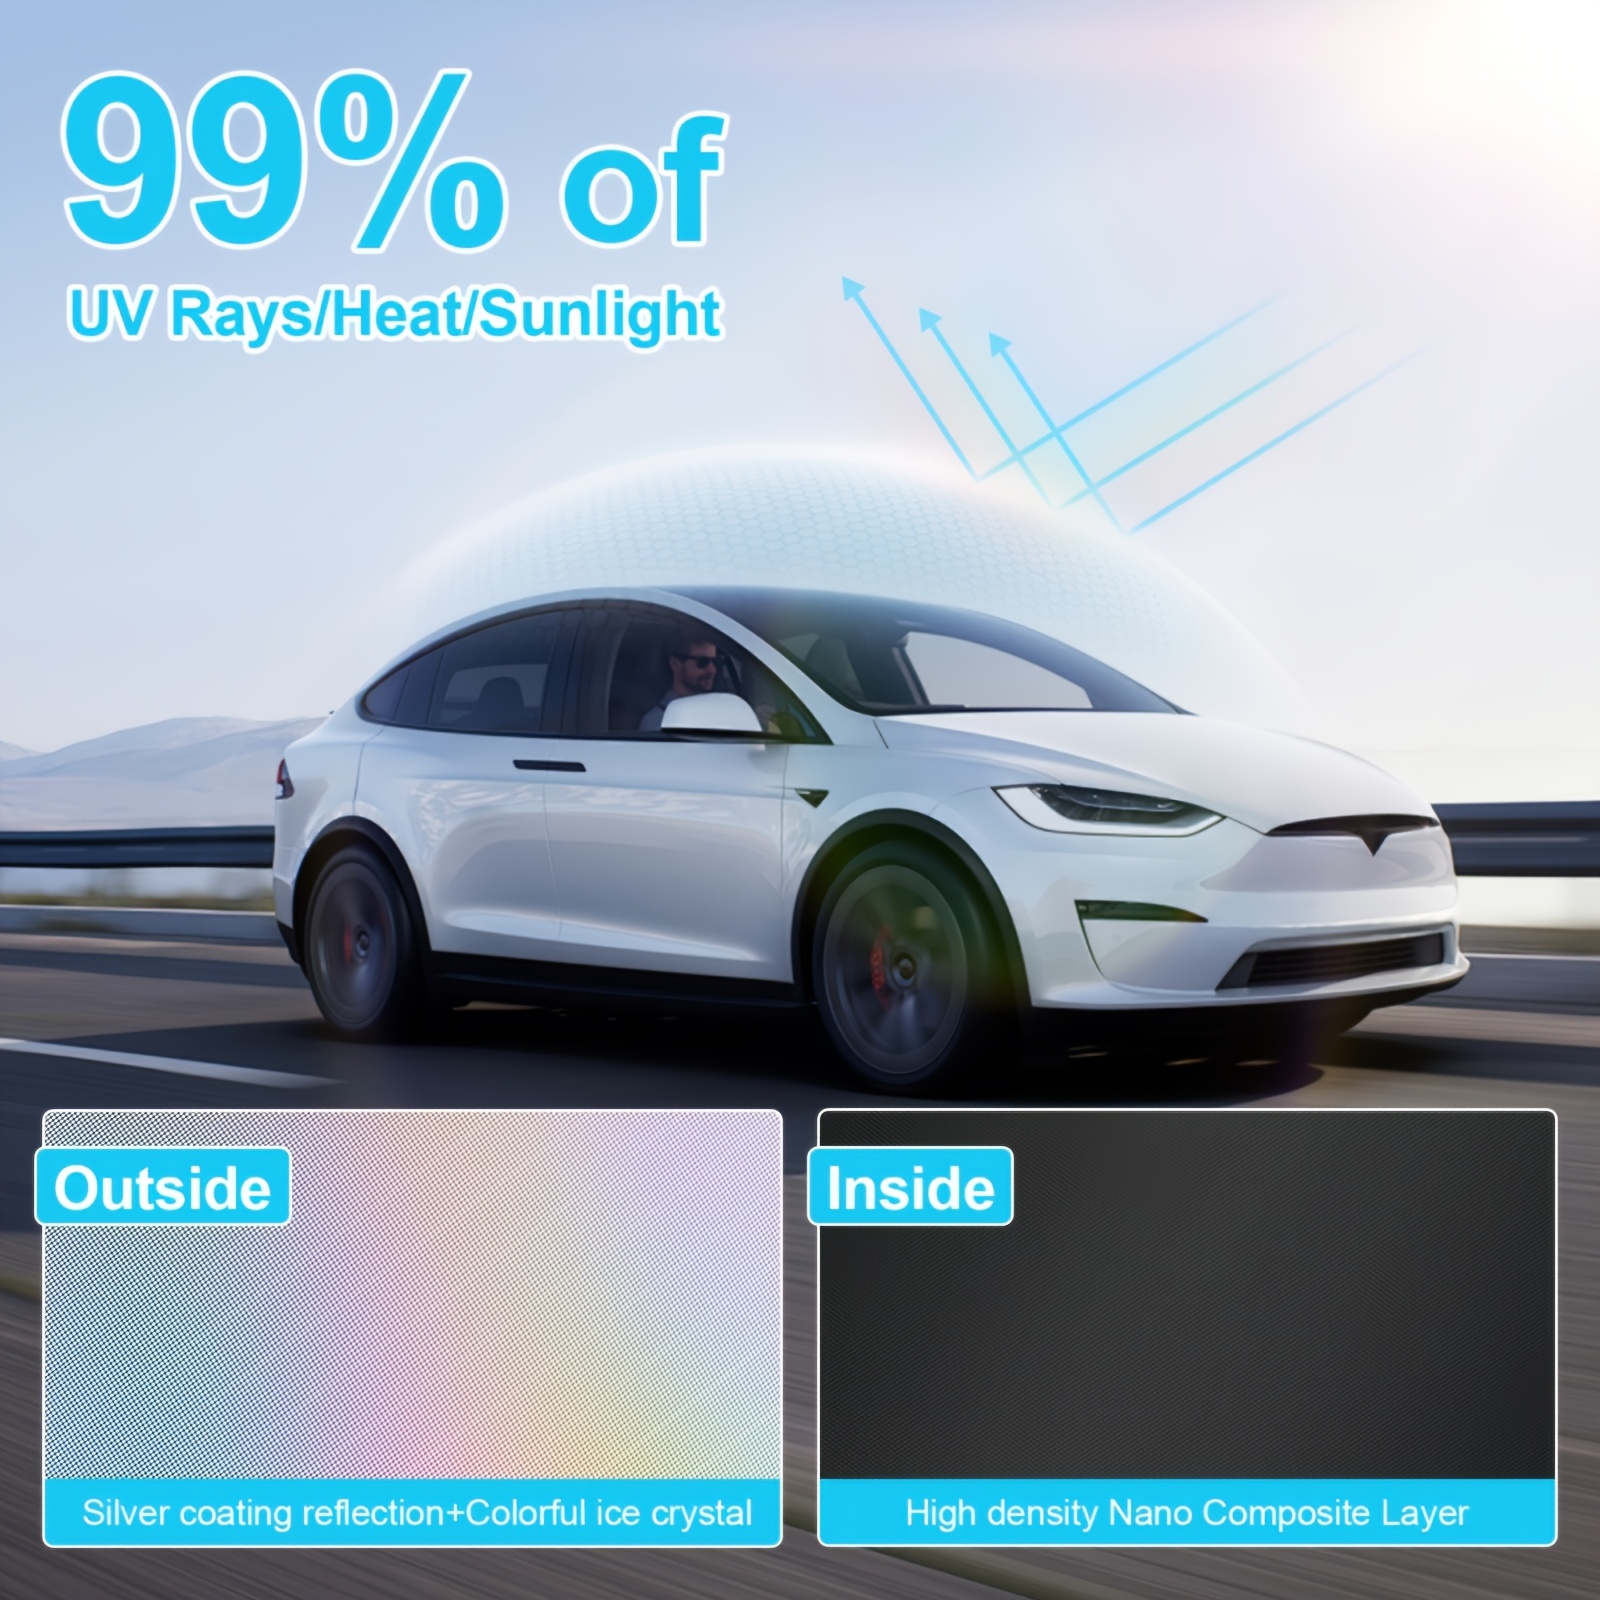 99% of
UV Rays/Heat/Sunlight
Outside
Silver coating reflection+Colorful ice crystal
Inside
High density Nano Composite Layer